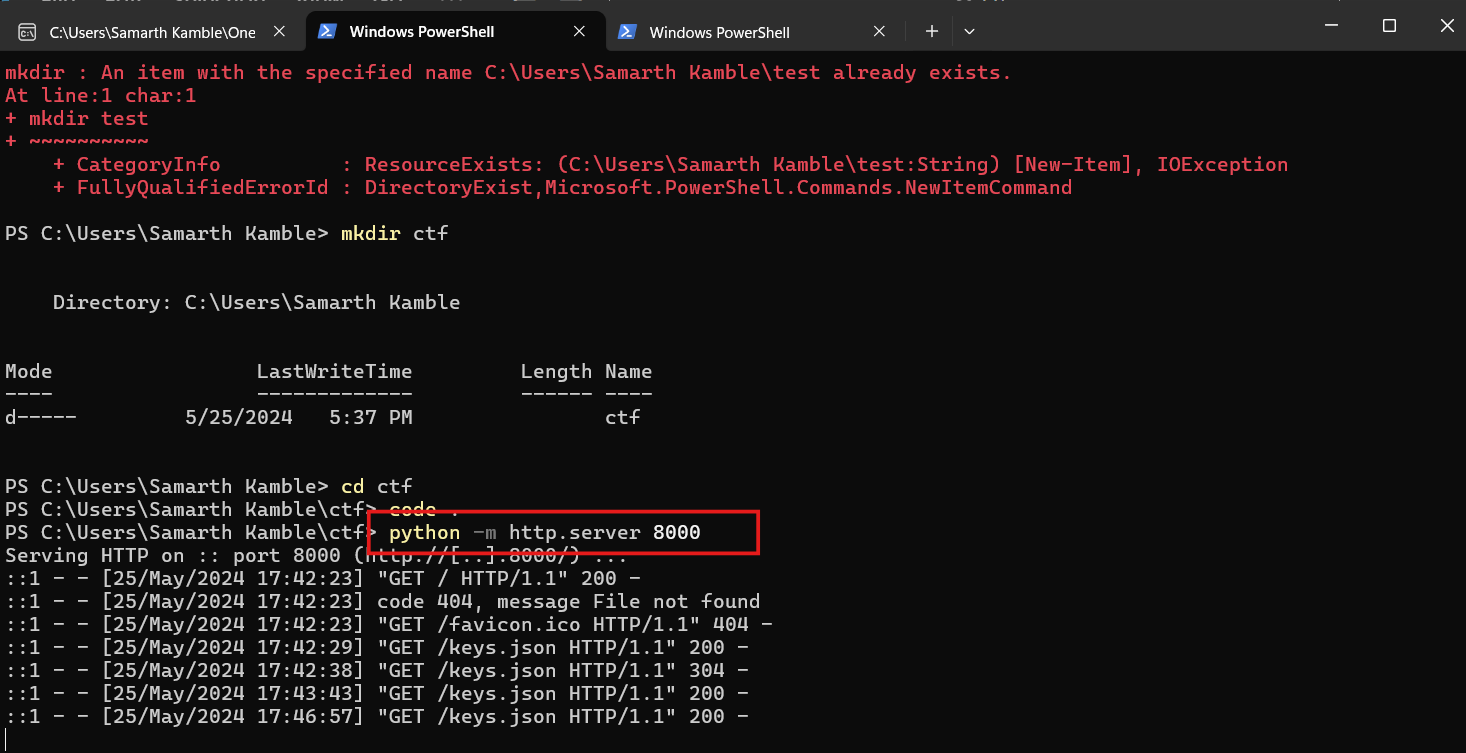 C:\Users\Samarth Kamble\One
Windows PowerShell
Windows PowerShell
mkdir : An item with the specified name C:\Users\Samarth Kamble\test already exists.
At line:1 char:1
+ mkdir test
+ ~~~~~~~~~~
    + CategoryInfo          : ResourceExists: (C:\Users\Samarth Kamble\test:String) [New-Item], IOException
    + FullyQualifiedErrorId : DirectoryExist,Microsoft.PowerShell.Commands.NewItemCommand
PS C:\Users\Samarth Kamble> mkdir ctf
    Directory: C:\Users\Samarth Kamble
Mode                 LastWriteTime         Length Name
----                 -------------         ------ ----
d-----         5/25/2024   5:37 PM                ctf
PS C:\Users\Samarth Kamble> cd ctf
PS C:\Users\Samarth Kamble\ctf> code .
PS C:\Users\Samarth Kamble\ctf> python -m http.server 8000
Serving HTTP on :: port 8000 (http://[::]:8000/) ...
::1 - - [25/May/2024 17:42:23] "GET / HTTP/1.1" 200 -
::1 - - [25/May/2024 17:42:23] code 404, message File not found
::1 - - [25/May/2024 17:42:23] "GET /favicon.ico HTTP/1.1" 404 -
::1 - - [25/May/2024 17:42:29] "GET /keys.json HTTP/1.1" 200 -
::1 - - [25/May/2024 17:42:38] "GET /keys.json HTTP/1.1" 304 -
::1 - - [25/May/2024 17:43:43] "GET /keys.json HTTP/1.1" 200 -
::1 - - [25/May/2024 17:46:57] "GET /keys.json HTTP/1.1" 200 -